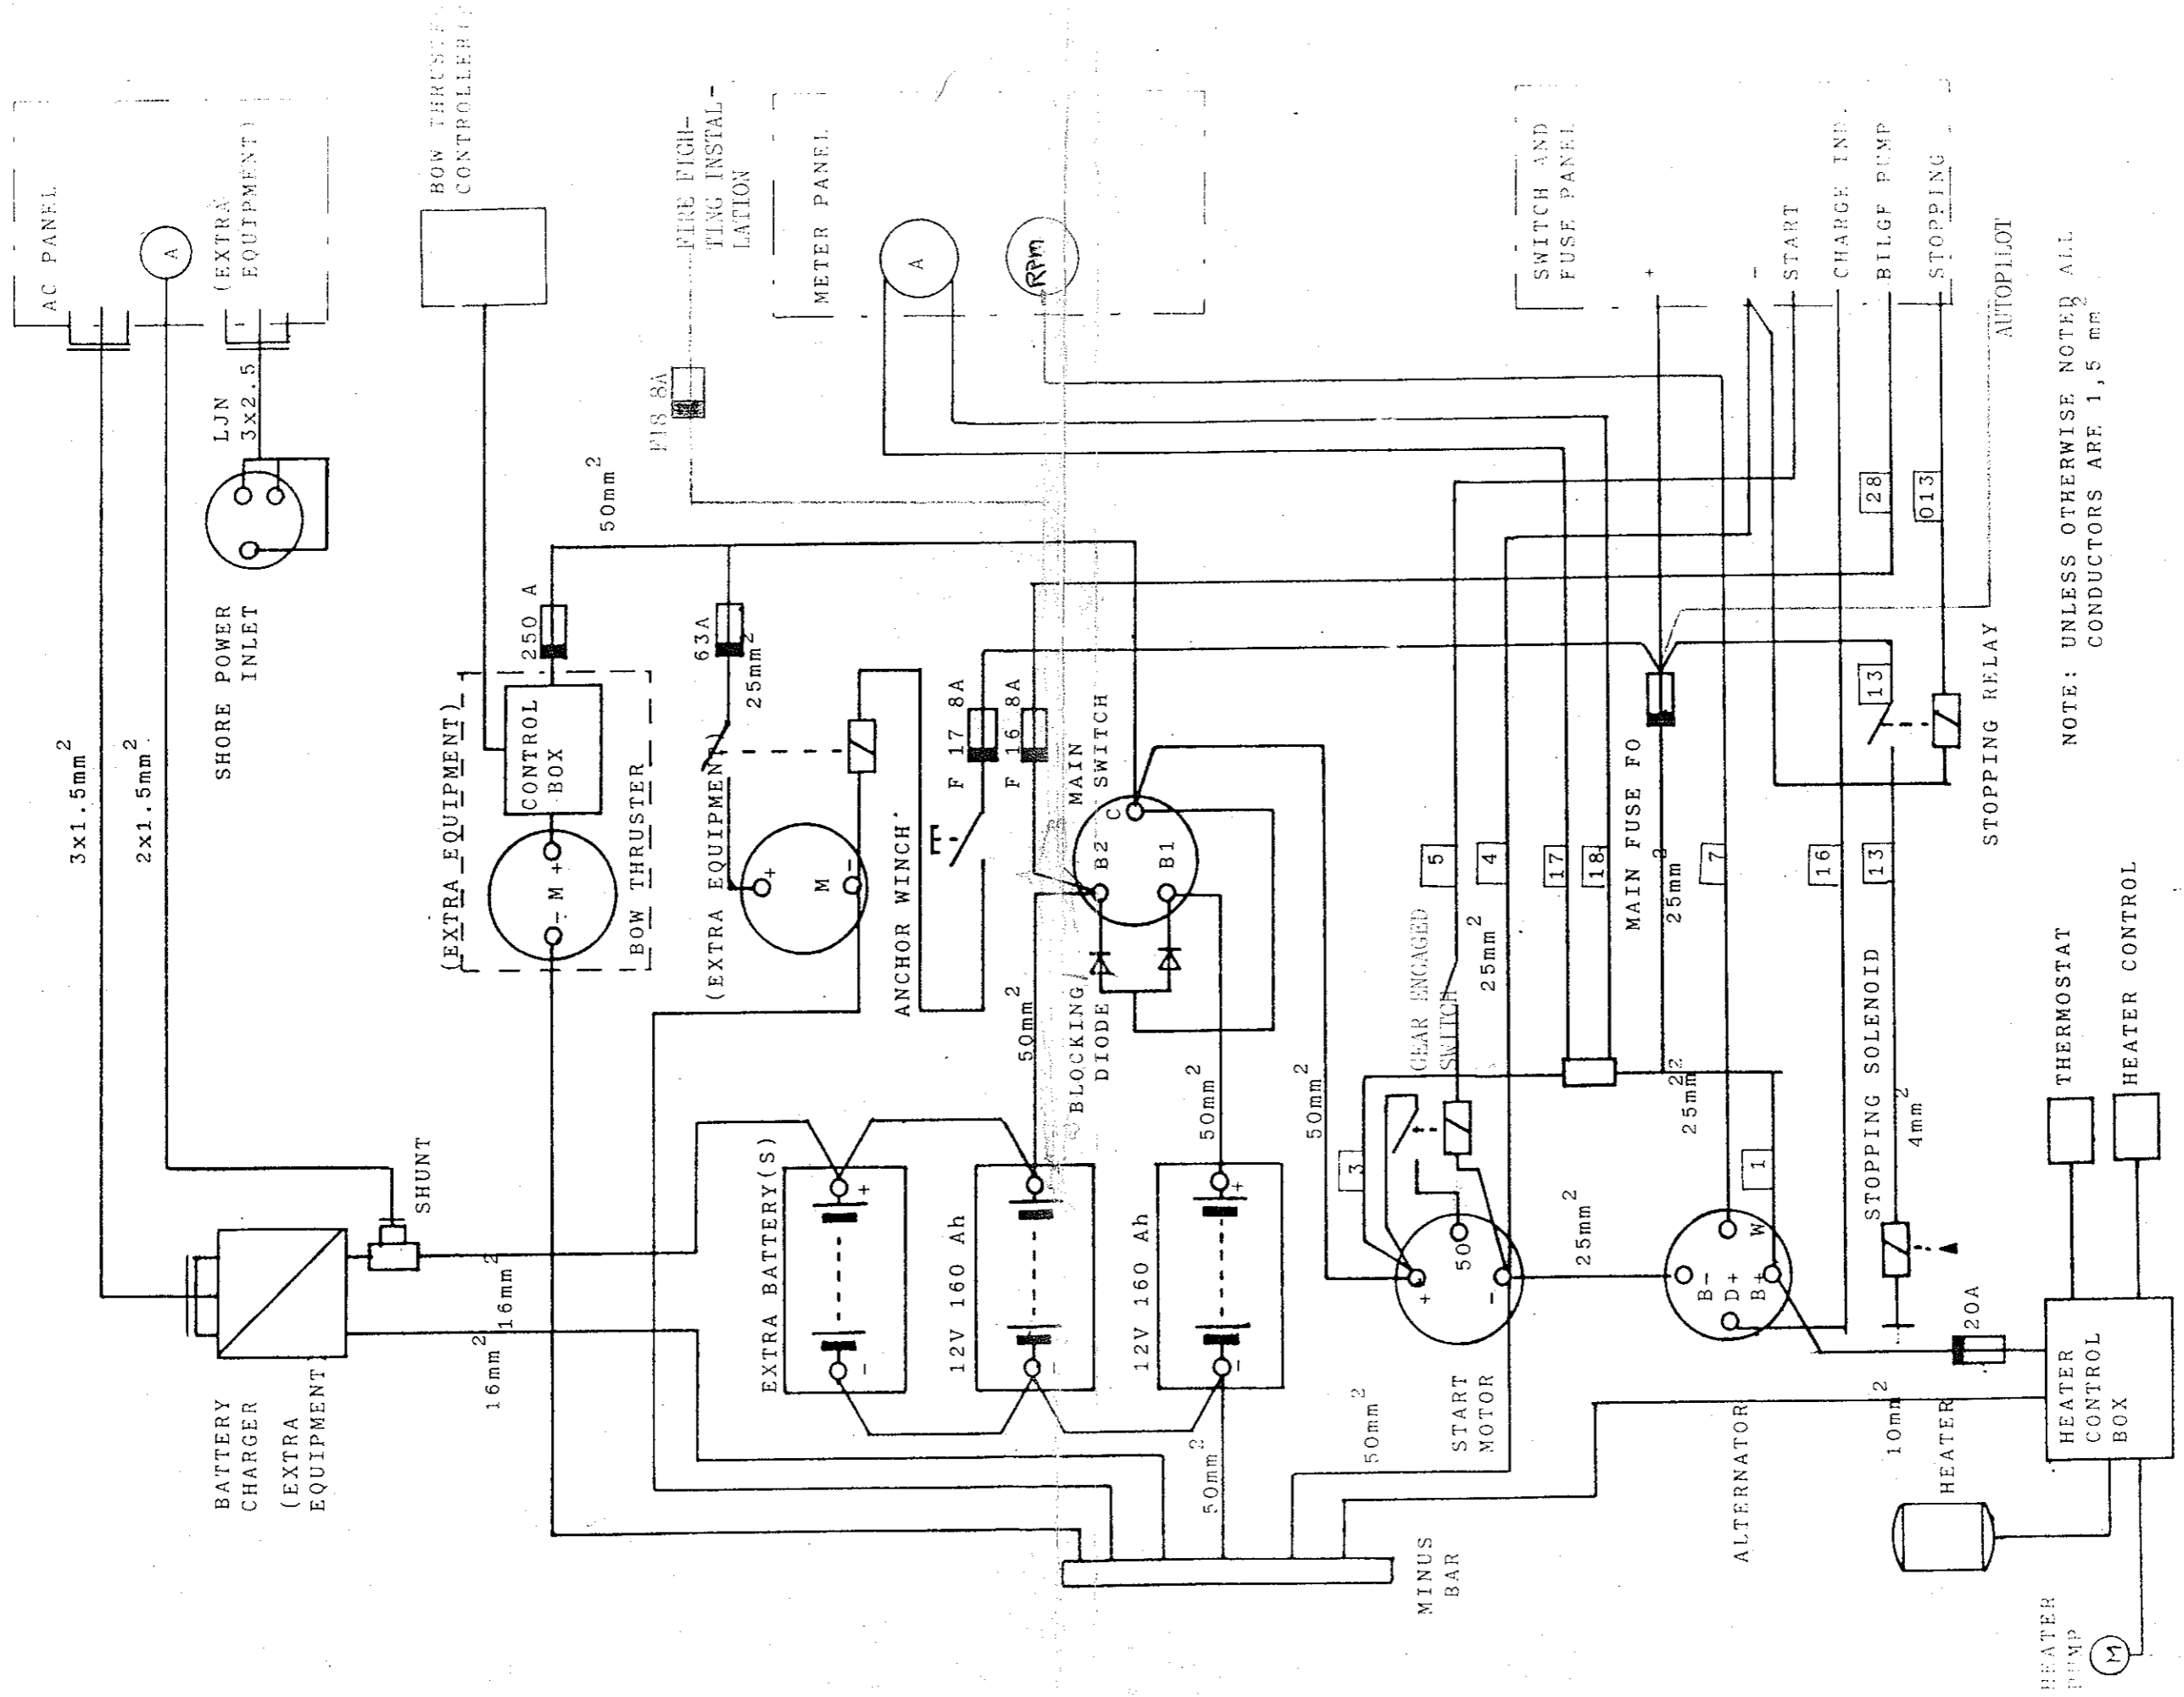 AC PANEL
A
(EXTRA
EQUIPMENT)
BOW THRUSTER
CONTROLLER
FIRE FIGH-
TING INSTAL-
LATION
METER PANEL
A
RPM
SWITCH AND
FUSE PANEL
+
-
START
CHARGE IND.
BILGE PUMP
STOPPING
AUTOPILOT
NOTE: UNLESS OTHERWISE NOTED ALL
CONDUCTORS ARE 1,5 mm2
3x1.5mm2
2x1.5mm2
LJN
3x2.5
SHORE POWER
INLET
50mm2
F18 8A
250 A
63A
25mm2
(EXTRA EQUIPMENT)
CONTROL
BOX
- M +
BOW THRUSTER
(EXTRA EQUIPMENT)
+
M
-
ANCHOR WINCH
F 17 8A
F 16 8A
MAIN
SWITCH
C
B2
B1
BLOCKING
DIODE
50mm2
50mm2
50mm2
28
013
13
STOPPING RELAY
MAIN FUSE FO
25mm2
5
4
17
18
7
16
13
GEAR ENGAGED
SWITCH
25mm2
25mm2
STOPPING SOLENOID
4mm2
THERMOSTAT
HEATER CONTROL
SHUNT
16mm2
16mm2
BATTERY
CHARGER
(EXTRA
EQUIPMENT
EXTRA BATTERY(S)
+
-
12V 160 Ah
-
12V 160 Ah
+
-
3
1
50
+
-
START
MOTOR
25mm2
B-
D+
B+
W
ALTERNATOR
50mm2
50mm2
20A
10mm2
HEATER
HEATER
CONTROL
BOX
MINUS
BAR
HEATER
PUMP
M